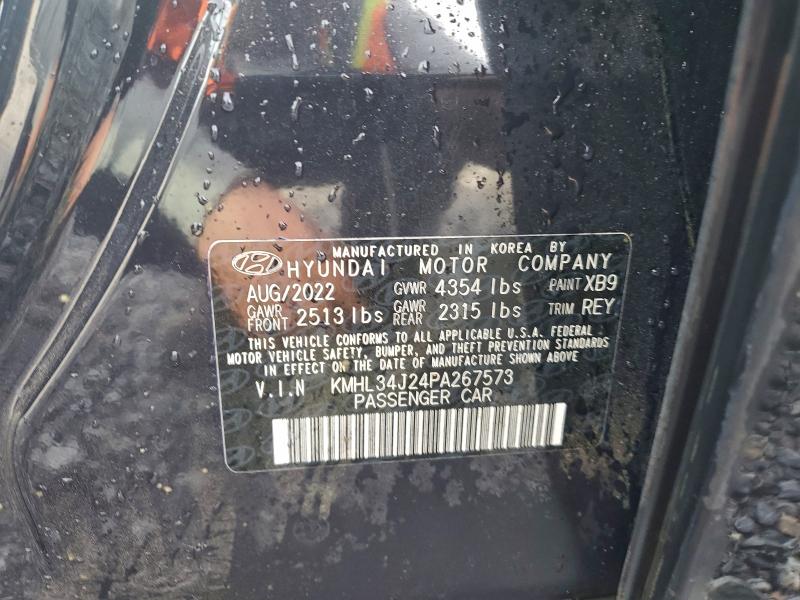 MANUFACTURED IN KOREA BY
HYUNDAI MOTOR COMPANY
AUG/2022 GVWR 4354 lbs PAINT XB9
GAWR FRONT 2513 lbs GAWR REAR 2315 lbs TRIM REY
THIS VEHICLE CONFORMS TO ALL APPLICABLE U.S.A. FEDERAL
MOTOR VEHICLE SAFETY, BUMPER, AND THEFT PREVENTION STANDARDS
IN EFFECT ON THE DATE OF MANUFACTURE SHOWN ABOVE
V.I.N KMHL34J24PA267573
PASSENGER CAR